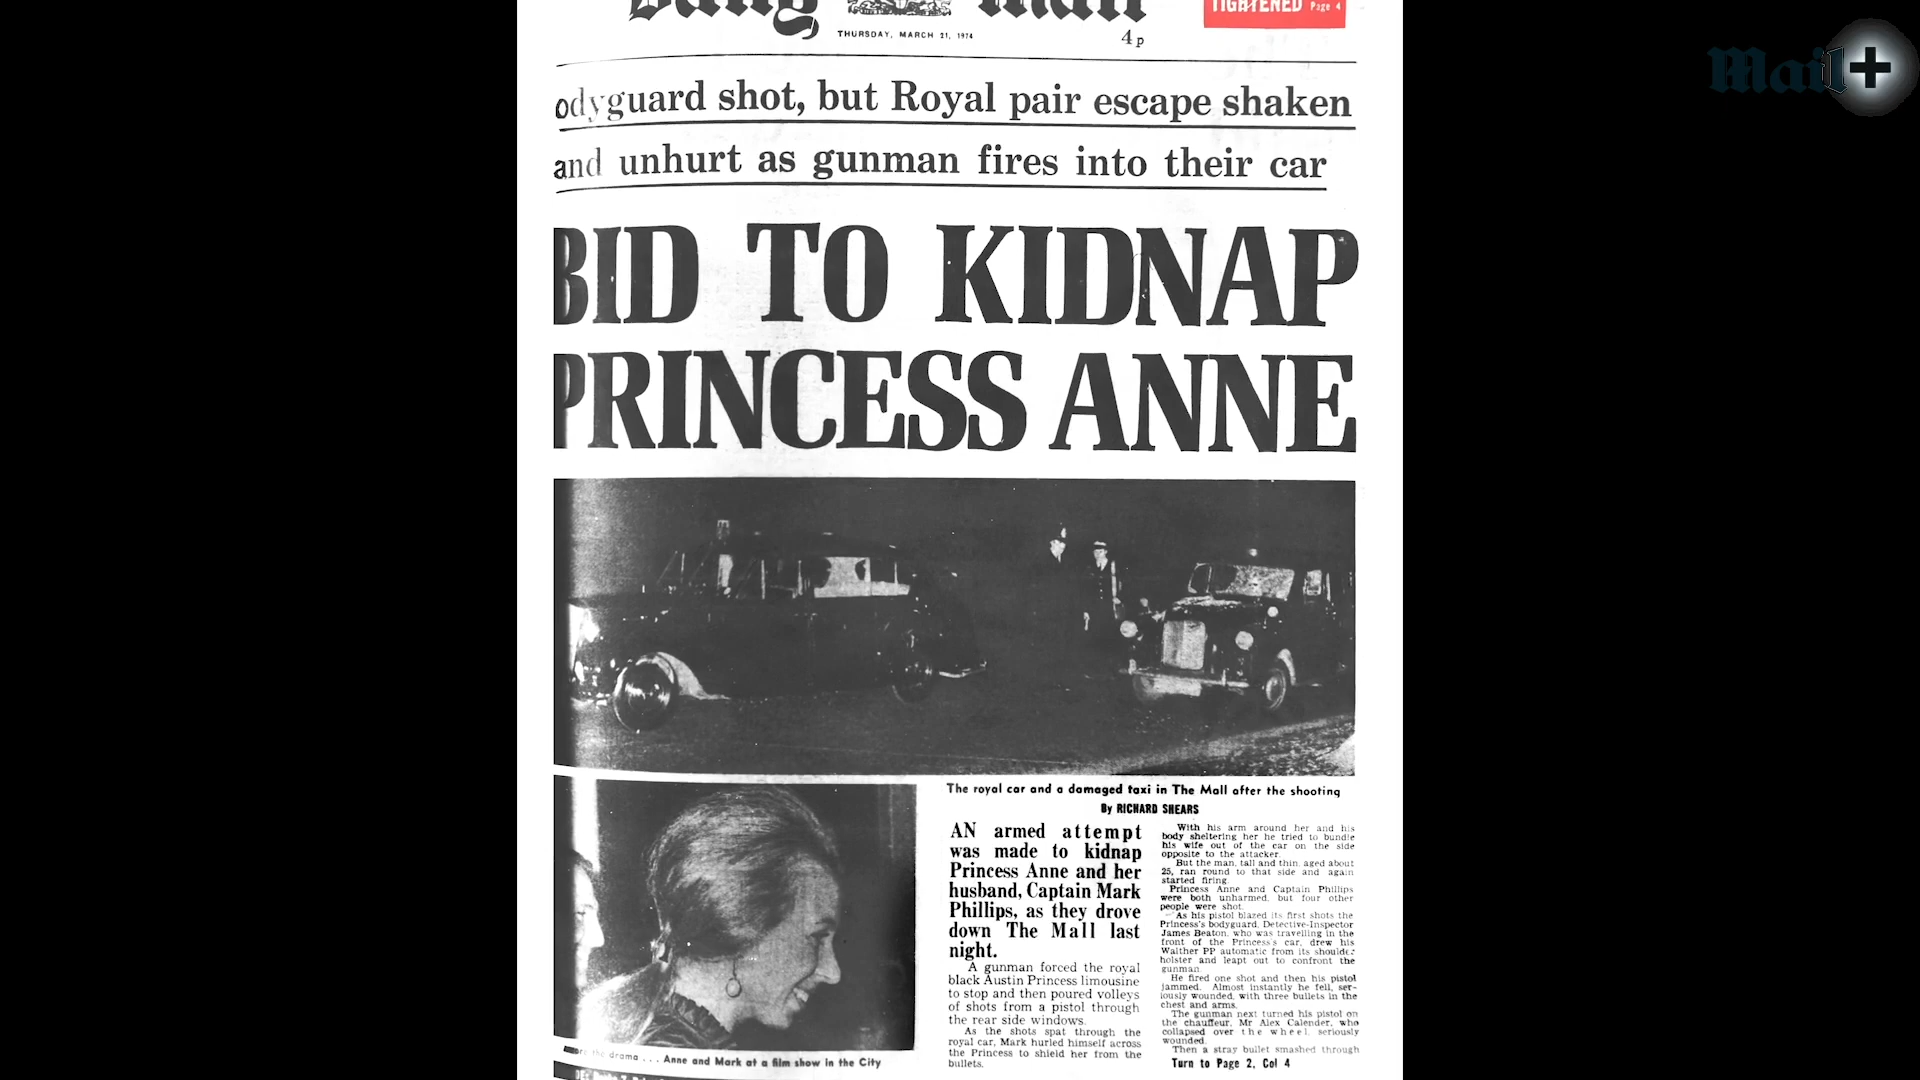 Daily Mail
TIGHTENED Page 4
THURSDAY, MARCH 21, 1974
4p
Mail+
odyguard shot, but Royal pair escape shaken
and unhurt as gunman fires into their car
BID TO KIDNAP
PRINCESS ANNE
The royal car and a damaged taxi in The Mall after the shooting
By RICHARD SHEARS
AN armed attempt
was made to kidnap
Princess Anne and her
husband, Captain Mark
Phillips, as they drove
down The Mall last
night.
A gunman forced the royal
black Austin Princess limousine
to stop and then poured volleys
of shots from a pistol through
the rear side windows.
As the shots spat through the
royal car, Mark hurled himself across
the Princess to shield her from the
bullets.
With his arm around her and his
body sheltering her he tried to bundle
his wife out of the car on the side
opposite to the attacker.
But the man, tall and thin, aged about
25, ran round to that side and again
started firing.
Princess Anne and Captain Phillips
were both unharmed, but four other
people were shot.
As his pistol blazed its first shots the
Princess's bodyguard, Detective-Inspector
James Beaton, who was travelling in the
front of the Princess's car, drew his
Walther PP automatic from its shoulder
holster and leapt out to confront the
gunman.
He fired one shot and then his pistol
jammed. Almost instantly he fell, ser-
iously wounded, with three bullets in the
chest and arms.
The gunman next turned his pistol on
the chauffeur, Mr Alex Calender, who
collapsed over the wheel, seriously
wounded.
Then a stray bullet smashed through
Turn to Page 2, Col 4
the drama . . . Anne and Mark at a film show in the City